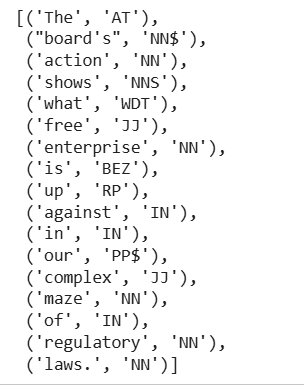 [('The', 'AT'),
("board's", 'NN$'),
('action', 'NN'),
('shows', 'NNS'),
('what', 'WDT'),
('free', 'JJ'),
('enterprise', 'NN'),
('is', 'BEZ'),
('up', 'RP'),
('against', 'IN'),
('in', 'IN'),
('our', 'PP$'),
('complex', 'JJ'),
('maze', 'NN'),
('of', 'IN'),
('regulatory', 'NN'),
('laws.', 'NN')]